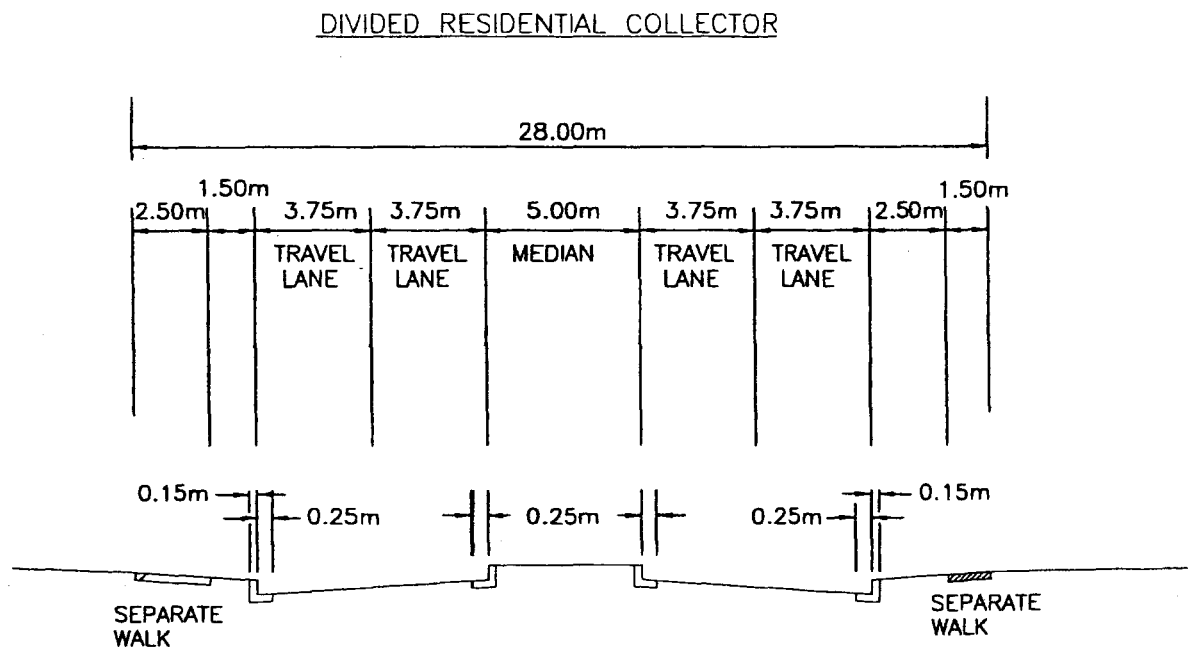 DIVIDED RESIDENTIAL COLLECTOR
28.00m
1.50m 1.50m
2.50m 3.75m 3.75m 5.00m 3.75m 3.75m 2.50m
TRAVEL TRAVEL MEDIAN TRAVEL TRAVEL
LANE LANE LANE LANE
0.15m 0.15m
0.25m 0.25m 0.25m
SEPARATE SEPARATE
WALK WALK